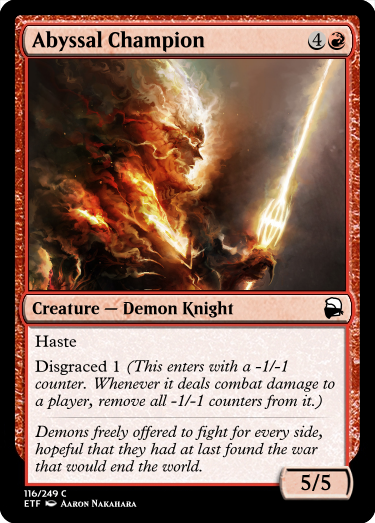 Abyssal Champion 4
Creature — Demon Knight
Haste
Disgraced 1 (This enters with a -1/-1
counter. Whenever it deals combat damage to
a player, remove all -1/-1 counters from it.)
Demons freely offered to fight for every side,
hopeful that they had at last found the war
that would end the world.
5/5
116/249 C
ETF Aaron Nakahara